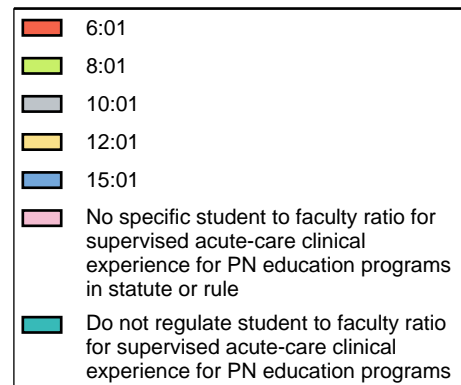 6:01
8:01
10:01
12:01
15:01
No specific student to faculty ratio for
supervised acute-care clinical
experience for PN education programs
in statute or rule
Do not regulate student to faculty ratio
for supervised acute-care clinical
experience for PN education programs